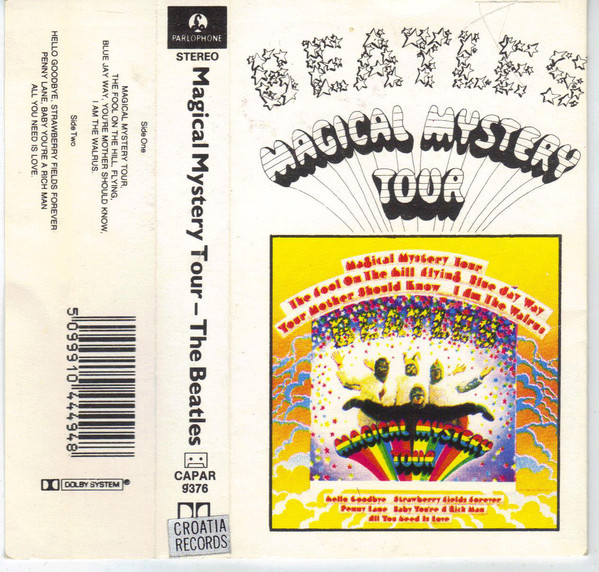 Side One
MAGICAL MYSTERY TOUR,
THE FOOL ON THE HILL, FLYING,
BLUE JAY WAY, YOU'RE MOTHER SHOULD KNOW,
I AM THE WALRUS.
Side Two
HELLO GOODBYE, STRAWBERRY FIELDS FOREVER
PENNY LANE, BABY YOU'RE A RICH MAN
ALL YOU NEED IS LOVE.
5099910444948
DOLBY SYSTEM®
PARLOPHONE
STEREO
Magical Mystery Tour – The Beatles
CAPAR
9376
CROATIA
RECORDS
BEATLES
MAGICAL MYSTERY
TOUR
Magical Mystery Tour
The Fool On The Hill Flying Blue Jay Way
Your Mother Should Know I Am The Walrus
BEATLES
MAGICAL MYSTERY
TOUR
Hello Goodbye Strawberry Fields Forever
Penny Lane Baby You're A Rich Man
All You Need Is Love